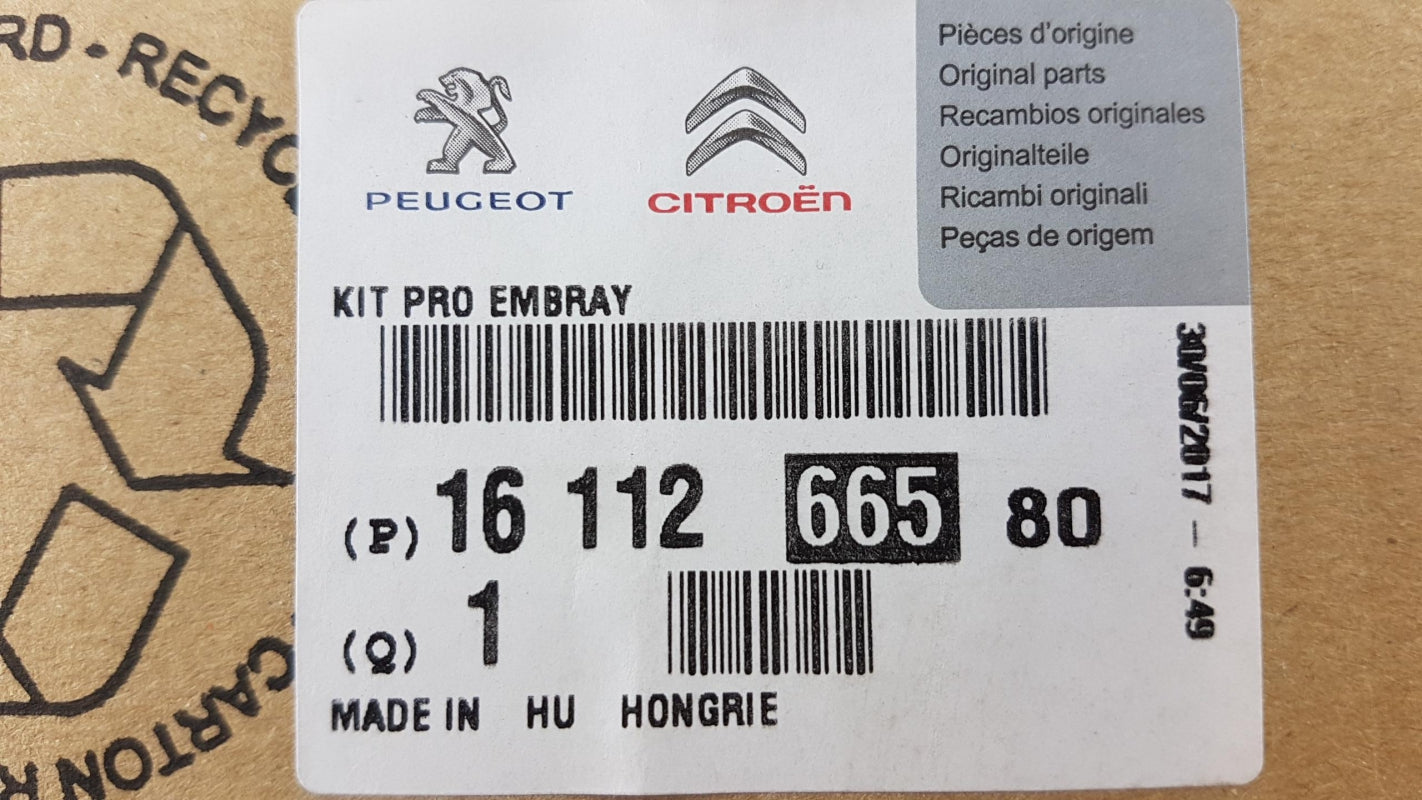 RD - RECYC
PEUGEOT
CITROËN
Pièces d'origine
Original parts
Recambios originales
Originalteile
Ricambi originali
Peças de origem
KIT PRO EMBRAY
(P) 16 112 665 80
(Q) 1
MADE IN HU HONGRIE
30/06/2017 - 6:49
CARTON R